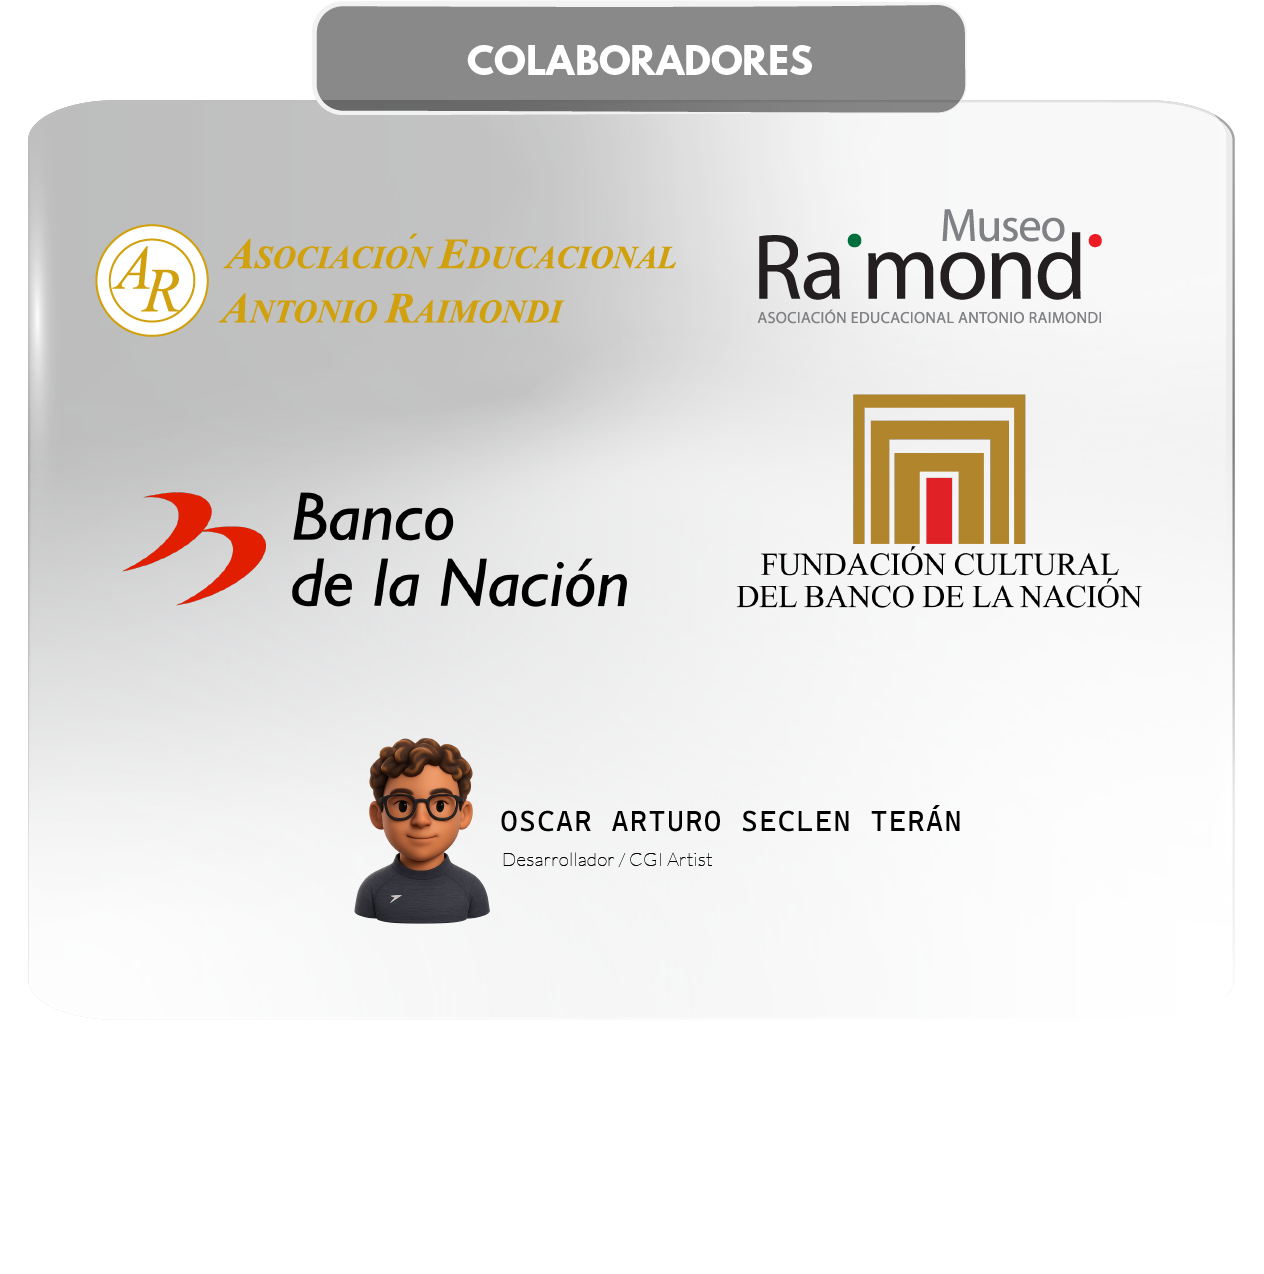 COLABORADORES
AR
ASOCIACIÓN EDUCACIONAL
ANTONIO RAIMONDI
Museo
Raimondi
ASOCIACIÓN EDUCACIONAL ANTONIO RAIMONDI
Banco
de la Nación
FUNDACIÓN CULTURAL
DEL BANCO DE LA NACIÓN
OSCAR ARTURO SECLEN TERÁN
Desarrollador / CGI Artist